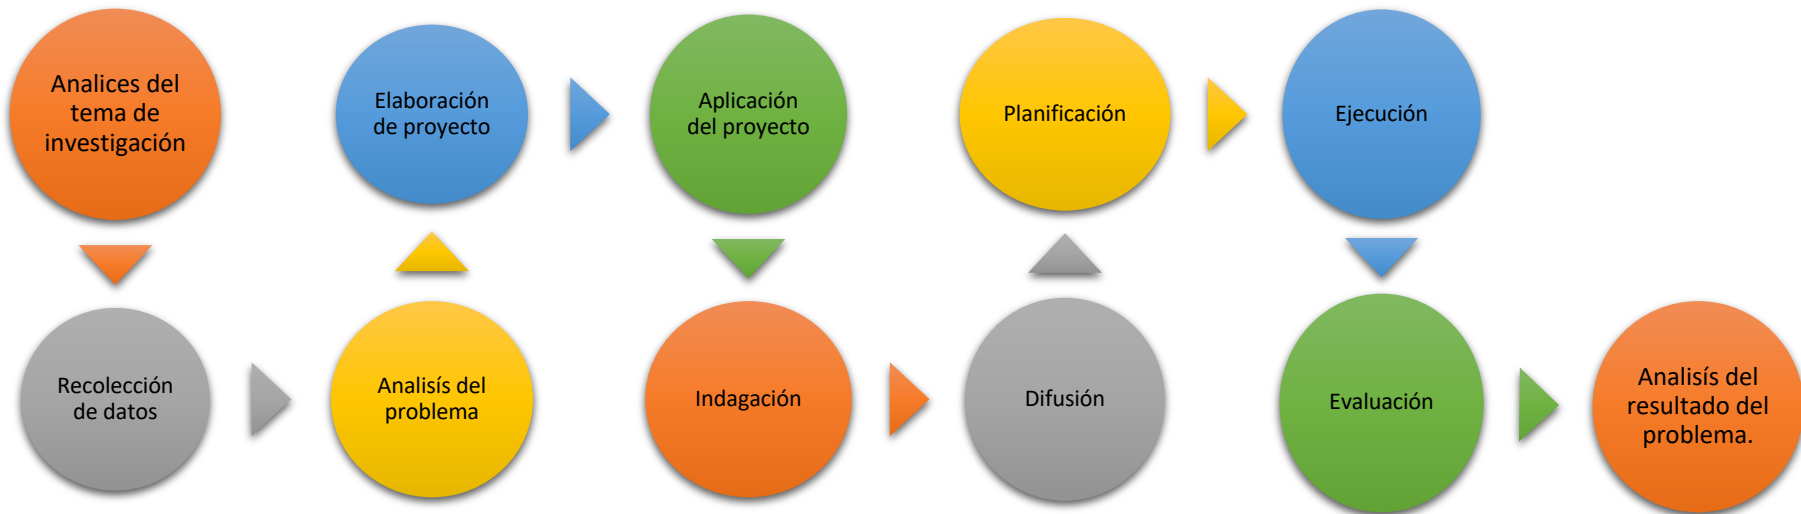 Analices del
tema de
investigación
Recolección
de datos
Analisís del
problema
Elaboración
de proyecto
Aplicación
del proyecto
Indagación
Difusión
Planificación
Ejecución
Evaluación
Analisís del
resultado del
problema.